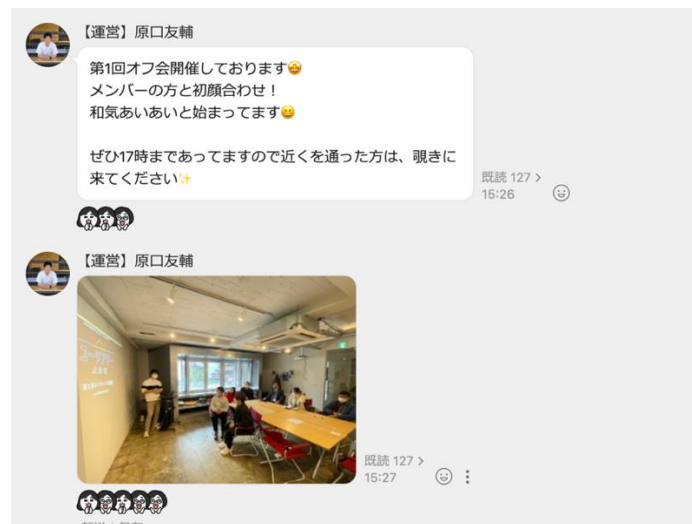 【運営】原口友輔
第1回オフ会開催しております🤩
メンバーの方と初顔合わせ！
和気あいあいと始まってます😆
ぜひ17時まであってますので近くを通った方は、覗きに
来てください✨
既読 127 >
15:26
【運営】原口友輔
既読 127 >
15:27